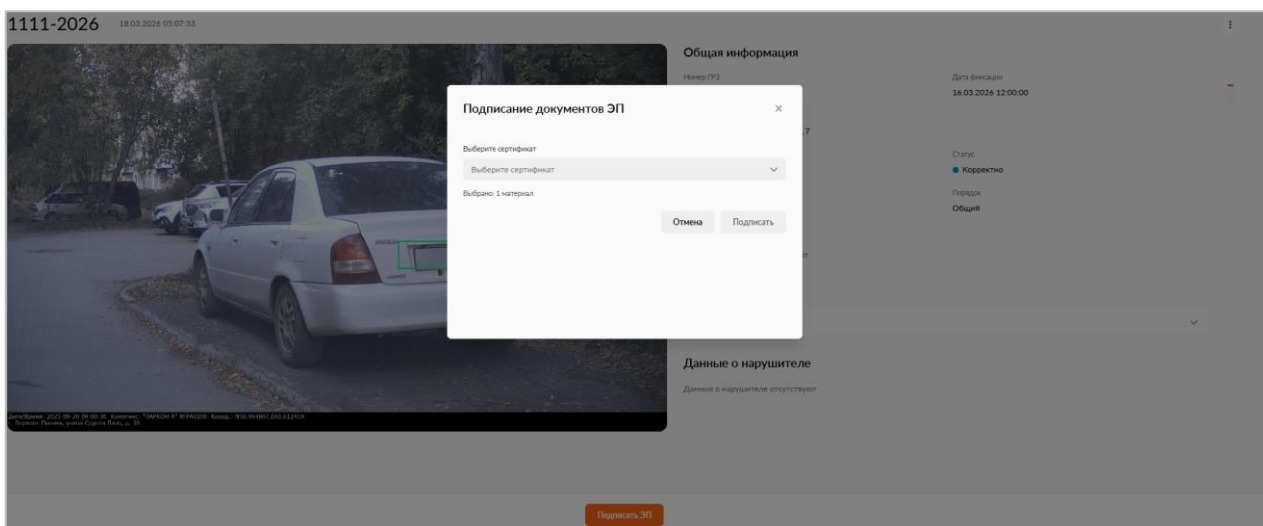 1111-2026 18.03.2026 05:07:33
Общая информация
Номер ГРЗ
Дата фиксации
16.03.2026 12:00:00
Подписание документов ЭП
, 7
Выберите сертификат
Выберите сертификат
Статус
Корректно
Выбрано: 1 материал
Порядок
Общий
Отмена Подписать
Данные о нарушителе
Данные о нарушителе отсутствуют
Подписать ЭП